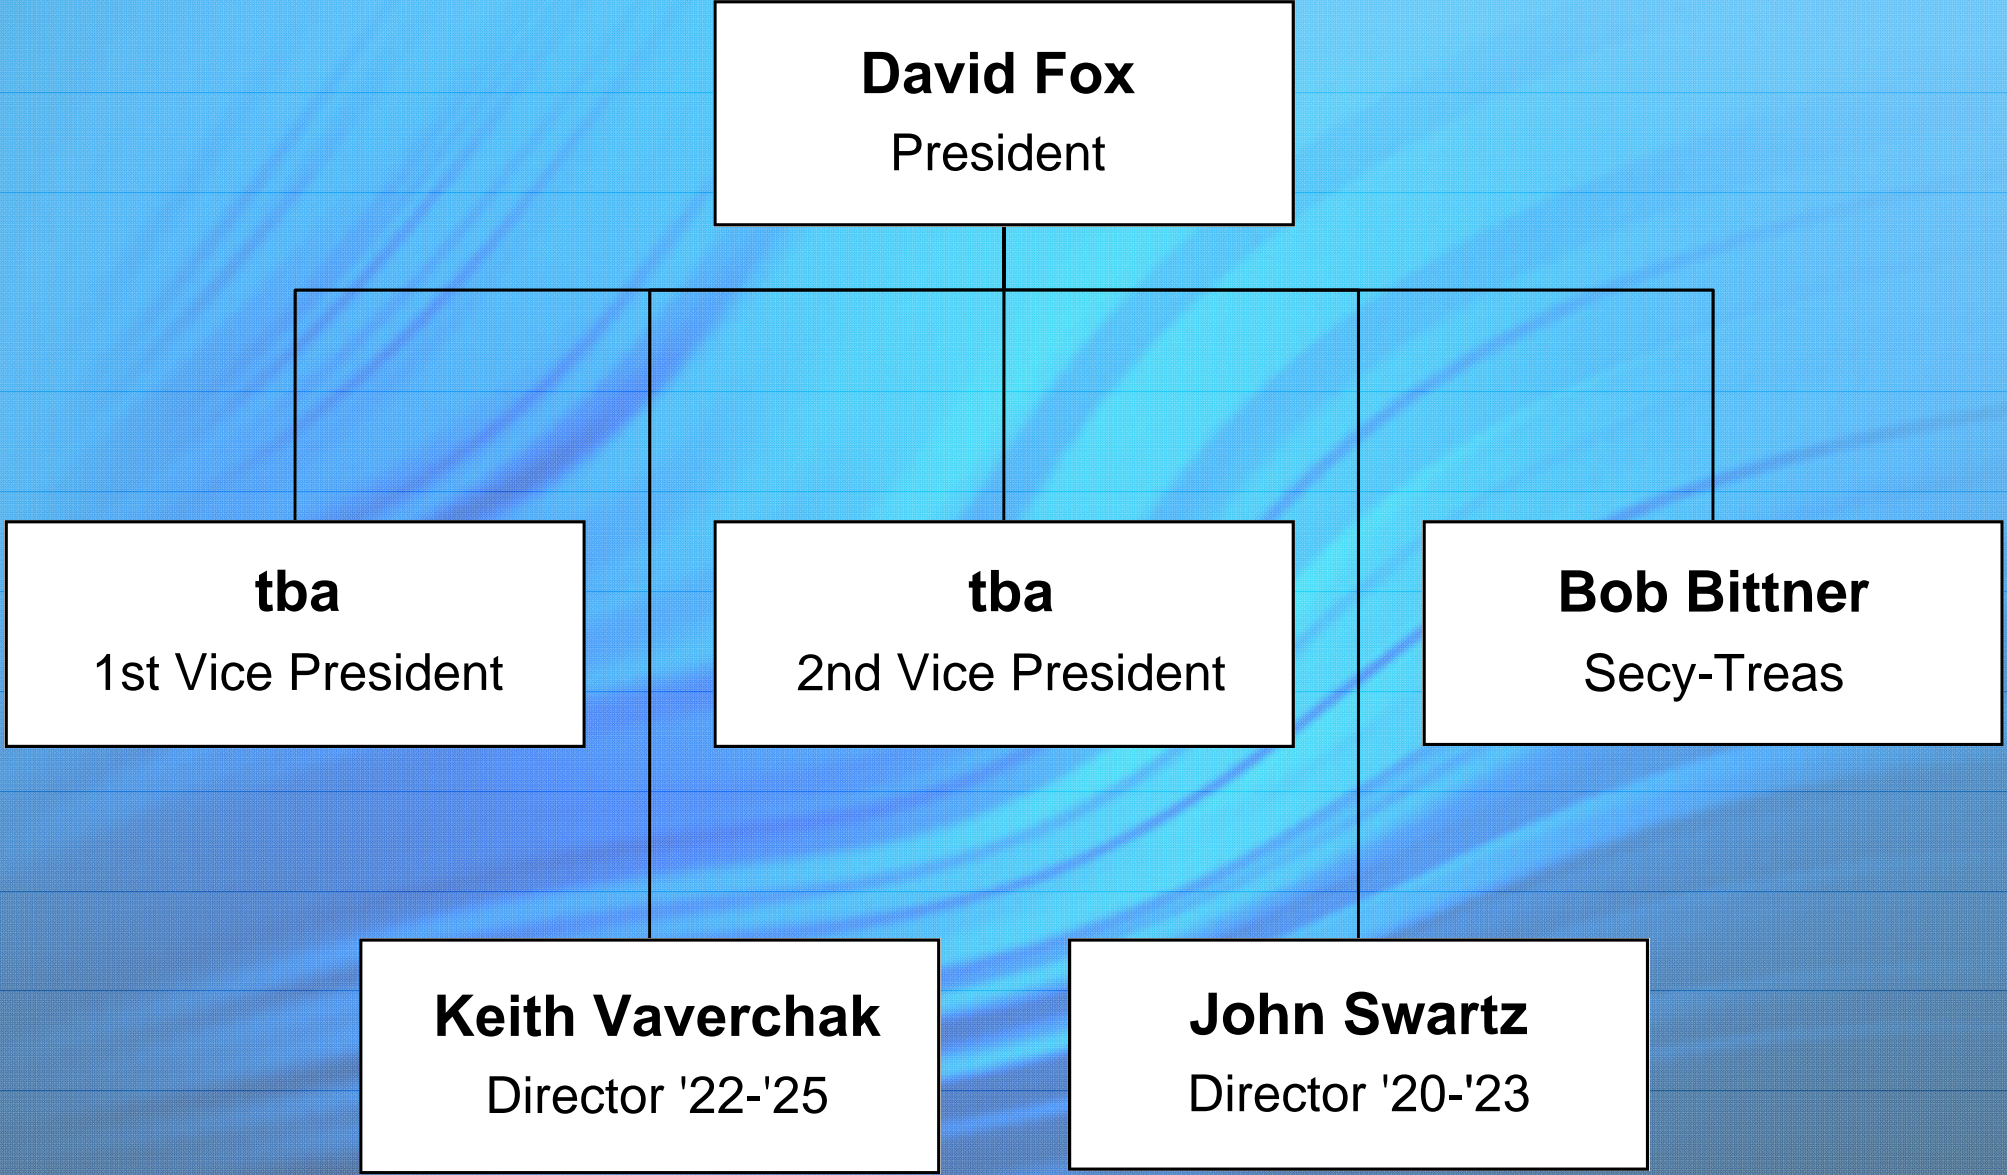 David Fox
President
tba
1st Vice President
tba
2nd Vice President
Bob Bittner
Secy-Treas
Keith Vaverchak
Director '22-'25
John Swartz
Director '20-'23